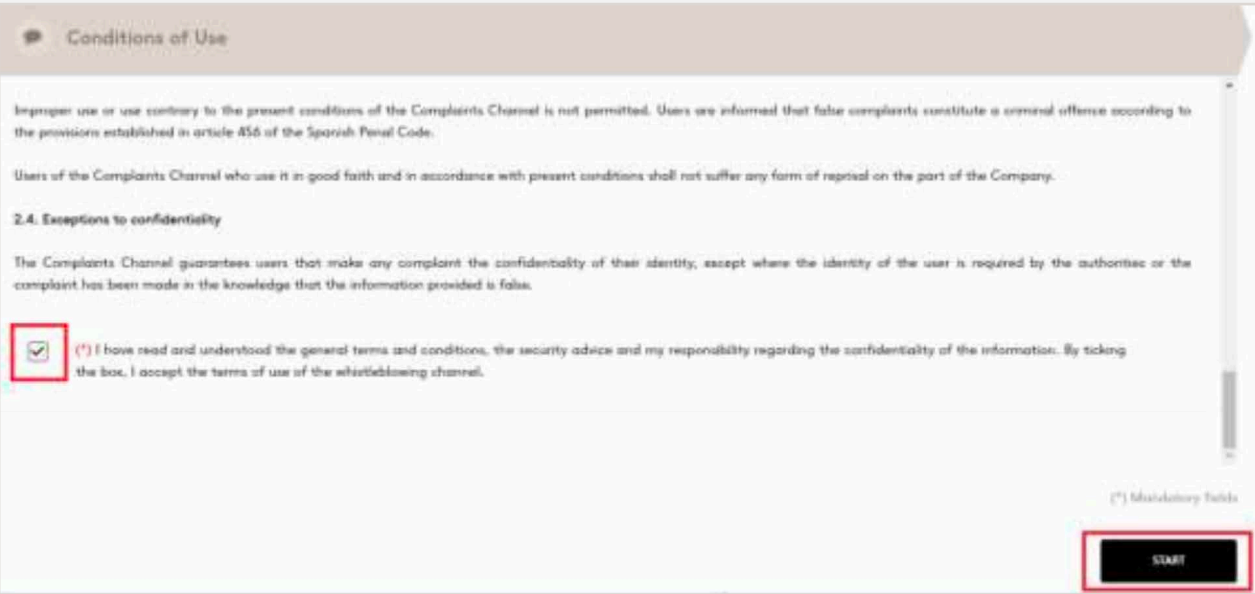 Conditions of Use
Improper use or use contrary to the present conditions of the Complaints Channel is not permitted. Users are informed that false complaints constitute a criminal offence according to
the provisions established in article 456 of the Spanish Penal Code.
Users of the Complaints Channel who use it in good faith and in accordance with present conditions shall not suffer any form of reprisal on the part of the Company.
2.4. Exceptions to confidentiality
The Complaints Channel guarantees users that make any complaint the confidentiality of their identity, except where the identity of the user is required by the authorities or the
complaint has been made in the knowledge that the information provided is false.
(*) I have read and understood the general terms and conditions, the security advice and my responsibility regarding the confidentiality of the information. By ticking
the box, I accept the terms of use of the whistleblowing channel.
(*) Mandatory fields
START